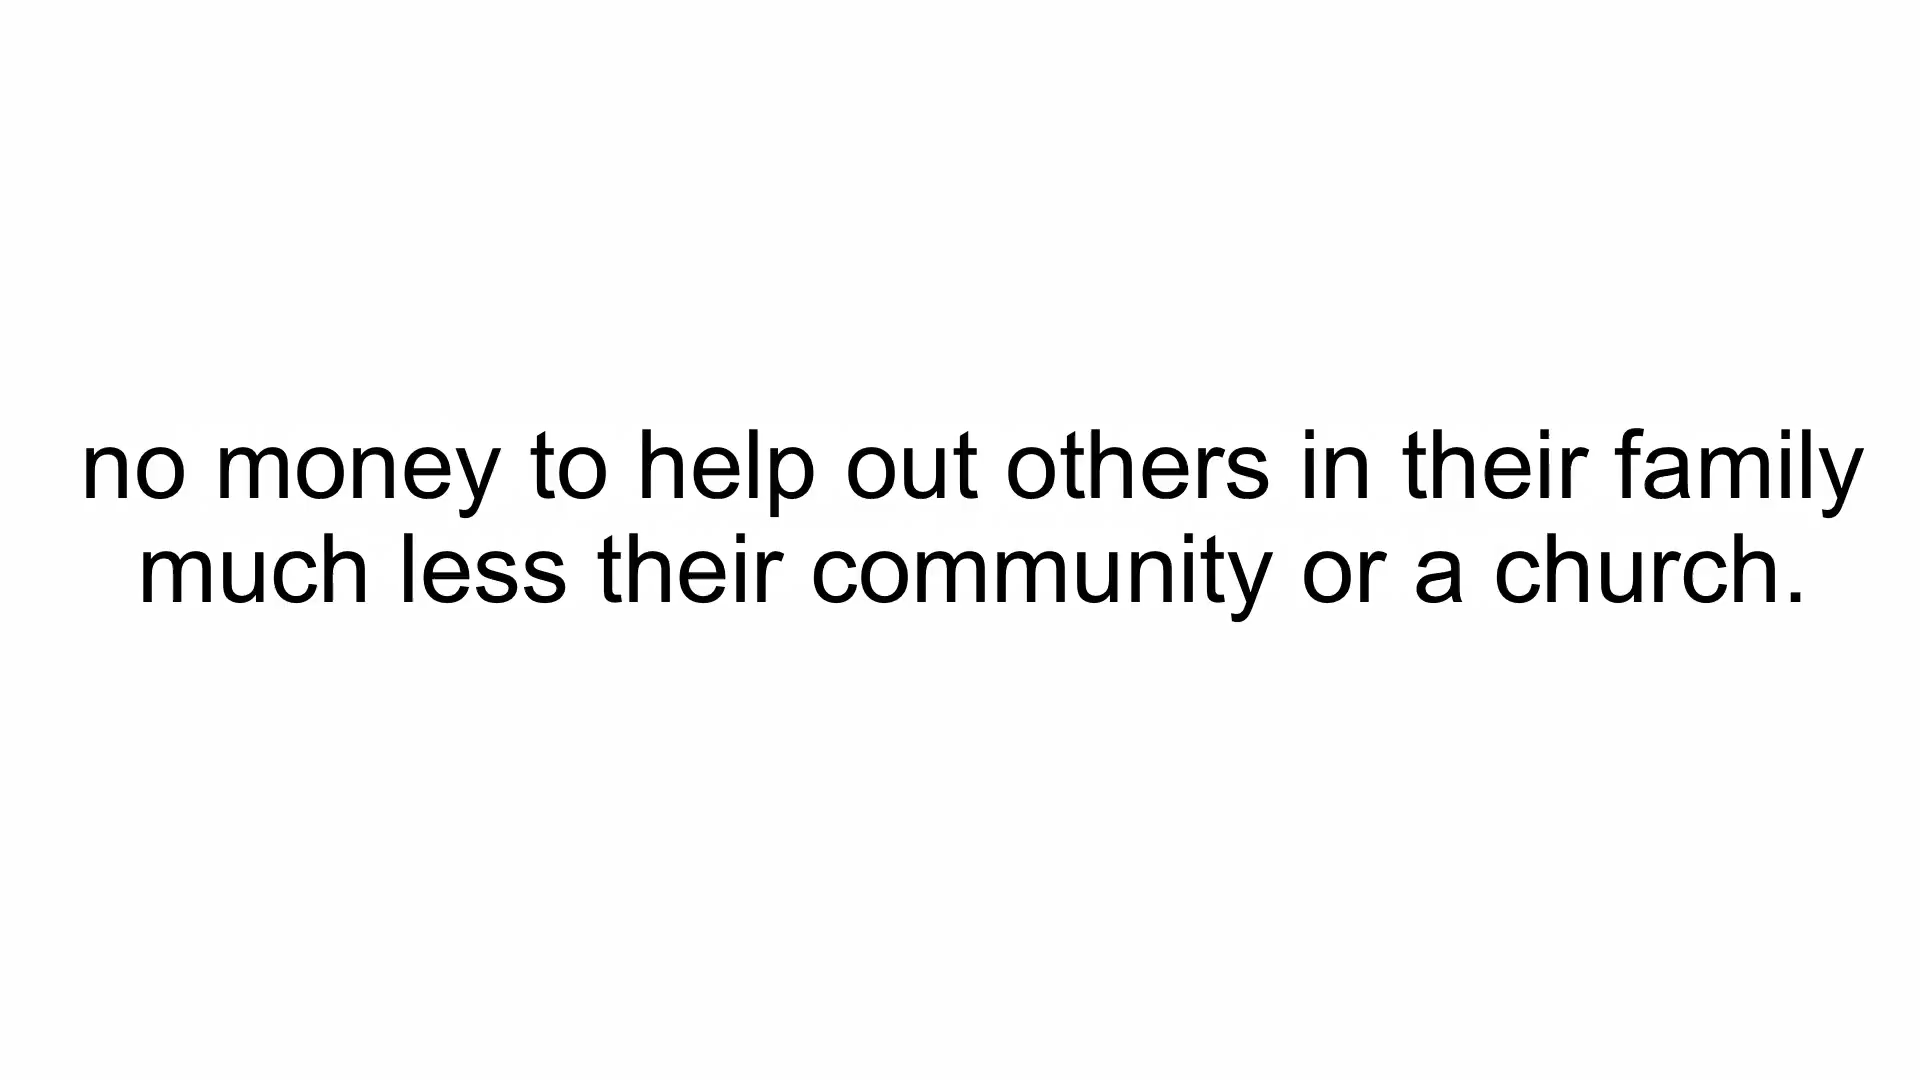 no money to help out others in their family
much less their community or a church.